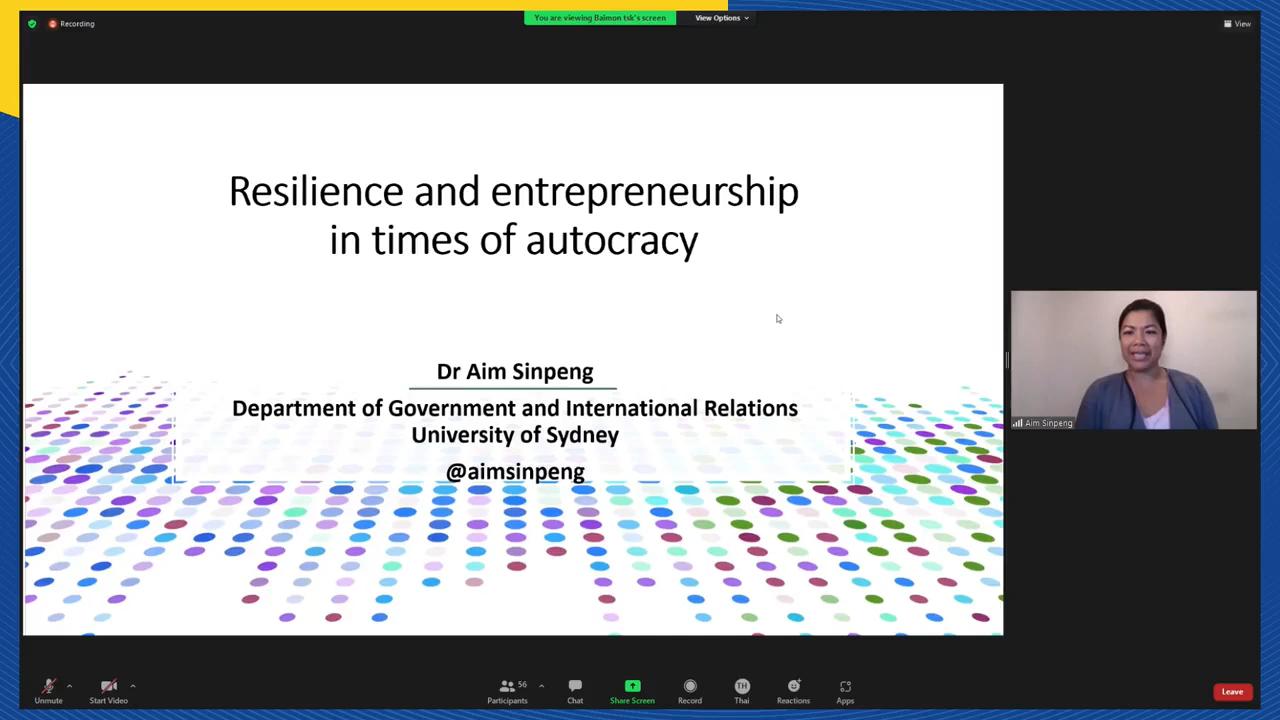 Recording
You are viewing Baimon tsk's screen
View Options
View
Resilience and entrepreneurship
in times of autocracy
Dr Aim Sinpeng
Department of Government and International Relations
University of Sydney
@aimsinpeng
Aim Sinpeng
Unmute
Start Video
Participants
56
Chat
Share Screen
Record
TH
Thai
Reactions
Apps
Leave